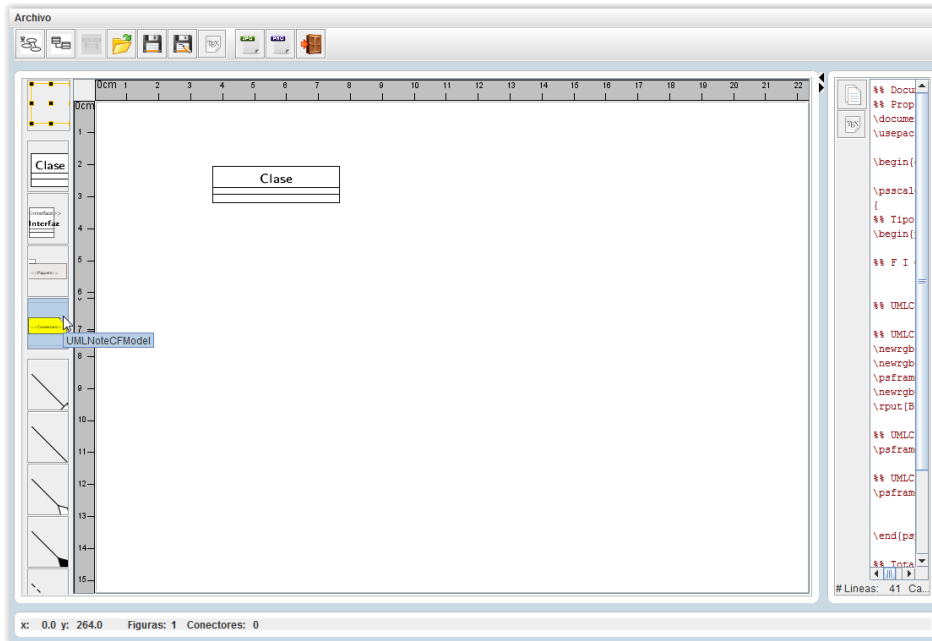 Archivo
TEX
JPG
PNG
0cm 1 2 3 4 5 6 7 8 9 10 11 12 13 14 15 16 17 18 19 20 21 22
0cm
1
2
3
4
5
6
7
8
9
10
11
12
13
14
15
Clase
Interfaz
UMLNoteCFModel
Clase
TEX
%% Docu
%% Prop
\docume
\usepac
\begin{
\psscal
{
%% Tipo
\begin{
%% F I
%% UMLC
%% UMLC
\newrgb
\newrgb
\psfram
\newrgb
\rput[B
%% UMLC
\psfram
%% UMLC
\psfram
\end{ps
%% Tota
# Lineas: 41 Ca...
x: 0.0 y: 264.0 Figuras: 1 Conectores: 0